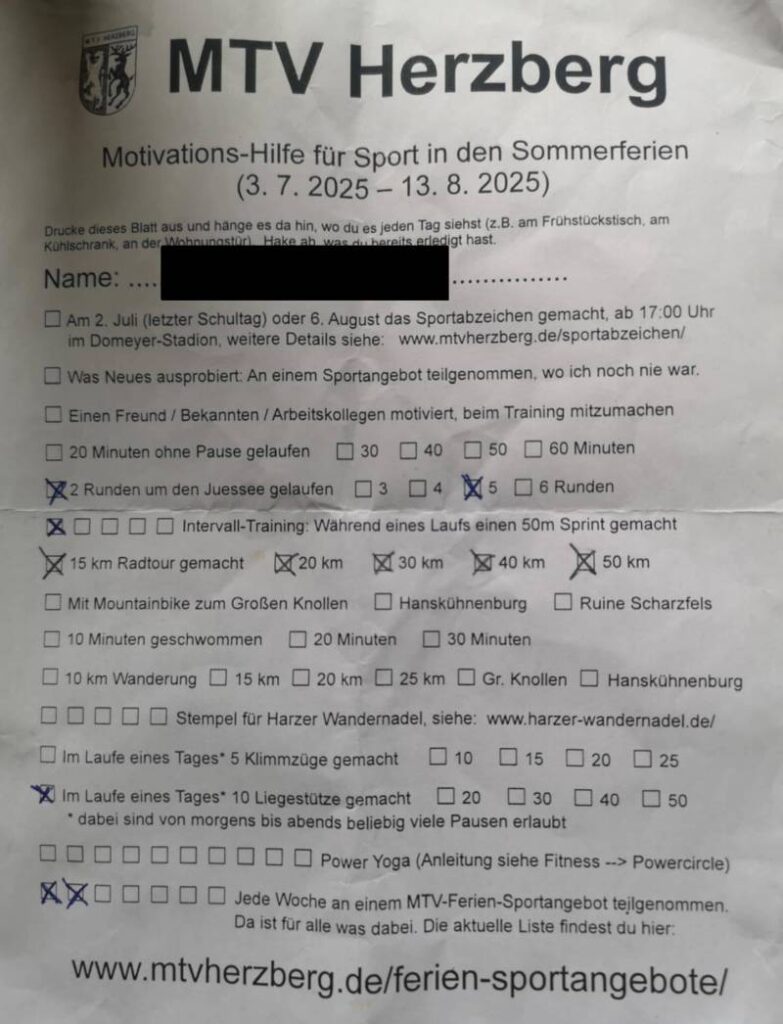 MTV HERZBERG
MTV Herzberg
Motivations-Hilfe für Sport in den Sommerferien
(3. 7. 2025 – 13. 8. 2025)
Drucke dieses Blatt aus und hänge es da hin, wo du es jeden Tag siehst (z.B. am Frühstückstisch, am
Kühlschrank, an der Wohnungstür). Hake ab, was du bereits erledigt hast.
Name: .... ...............
☐ Am 2. Juli (letzter Schultag) oder 6. August das Sportabzeichen gemacht, ab 17:00 Uhr
im Domeyer-Stadion, weitere Details siehe: www.mtvherzberg.de/sportabzeichen/
☐ Was Neues ausprobiert: An einem Sportangebot teilgenommen, wo ich noch nie war.
☐ Einen Freund / Bekannten / Arbeitskollegen motiviert, beim Training mitzumachen
☐ 20 Minuten ohne Pause gelaufen ☐ 30 ☐ 40 ☐ 50 ☐ 60 Minuten
☒ 2 Runden um den Juessee gelaufen ☐ 3 ☐ 4 ☒ 5 ☐ 6 Runden
☒ ☐ ☐ ☐ ☐ Intervall-Training: Während eines Laufs einen 50m Sprint gemacht
☒ 15 km Radtour gemacht ☒ 20 km ☒ 30 km ☒ 40 km ☒ 50 km
☐ Mit Mountainbike zum Großen Knollen ☐ Hanskühnenburg ☐ Ruine Scharzfels
☐ 10 Minuten geschwommen ☐ 20 Minuten ☐ 30 Minuten
☐ 10 km Wanderung ☐ 15 km ☐ 20 km ☐ 25 km ☐ Gr. Knollen ☐ Hanskühnenburg
☐ ☐ ☐ ☐ ☐ Stempel für Harzer Wandernadel, siehe: www.harzer-wandernadel.de/
☐ Im Laufe eines Tages* 5 Klimmzüge gemacht ☐ 10 ☐ 15 ☐ 20 ☐ 25
☒ Im Laufe eines Tages* 10 Liegestütze gemacht ☐ 20 ☐ 30 ☐ 40 ☐ 50
* dabei sind von morgens bis abends beliebig viele Pausen erlaubt
☐ ☐ ☐ ☐ ☐ ☐ ☐ ☐ ☐ ☐ Power Yoga (Anleitung siehe Fitness --> Powercircle)
☒ ☒ ☐ ☐ ☐ ☐ ☐ Jede Woche an einem MTV-Ferien-Sportangebot teilgenommen.
Da ist für alle was dabei. Die aktuelle Liste findest du hier:
www.mtvherzberg.de/ferien-sportangebote/